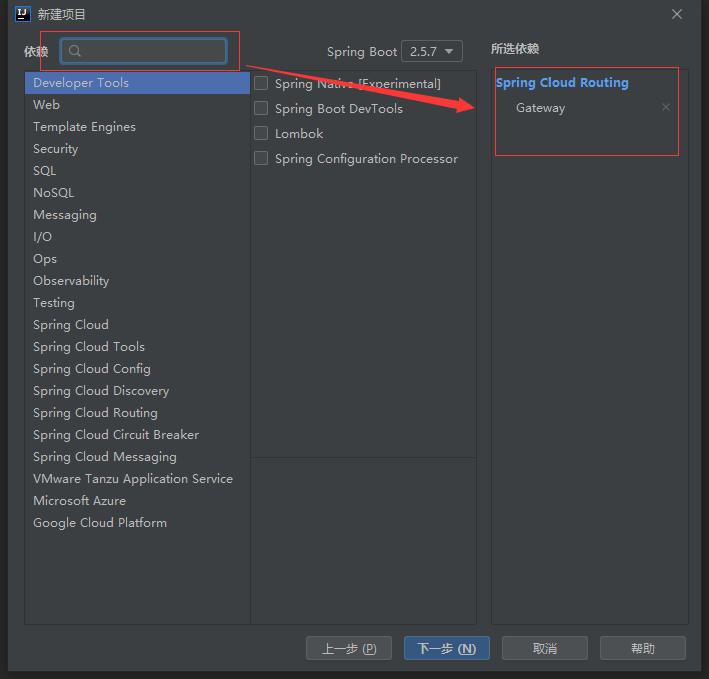 新建项目
依赖
Spring Boot 2.5.7
所选依赖
Developer Tools
Web
Template Engines
Security
SQL
NoSQL
Messaging
I/O
Ops
Observability
Testing
Spring Cloud
Spring Cloud Tools
Spring Cloud Config
Spring Cloud Discovery
Spring Cloud Routing
Spring Cloud Circuit Breaker
Spring Cloud Messaging
VMware Tanzu Application Service
Microsoft Azure
Google Cloud Platform
Spring Native [Experimental]
Spring Boot DevTools
Lombok
Spring Configuration Processor
Spring Cloud Routing
Gateway
上一步 (P)
下一步 (N)
取消
帮助